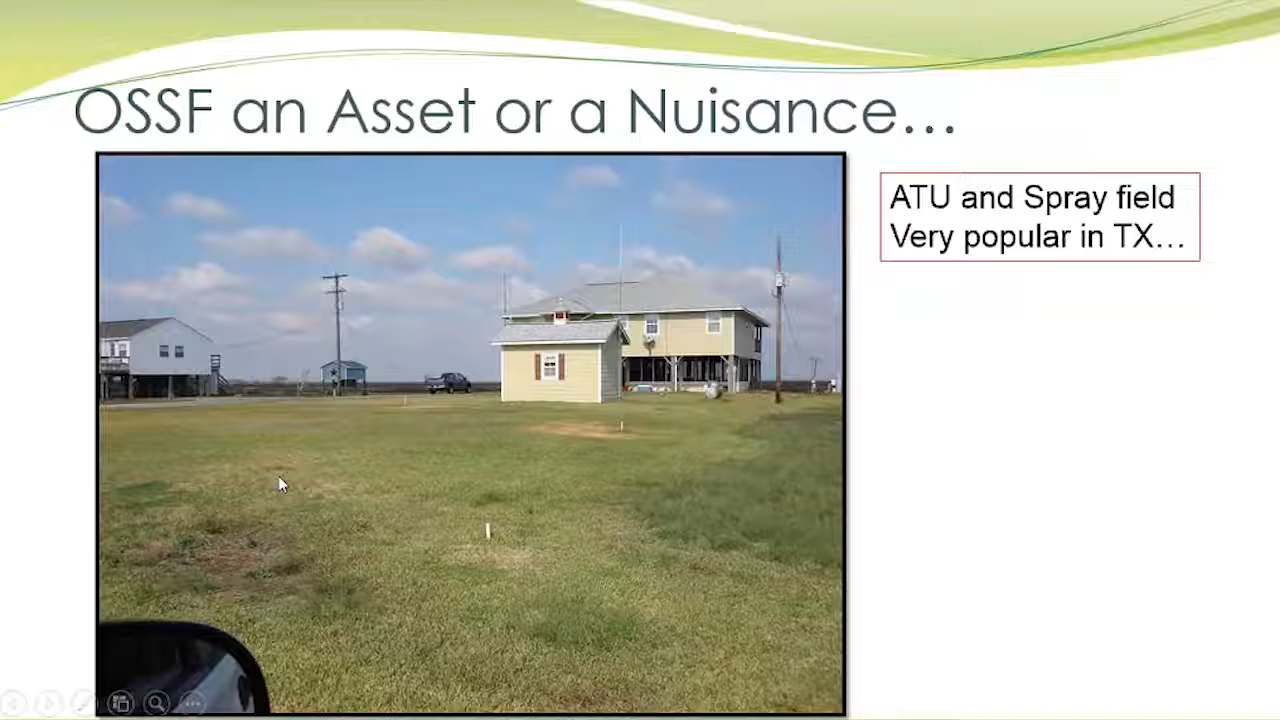 OSSF an Asset or a Nuisance…
ATU and Spray field
Very popular in TX…